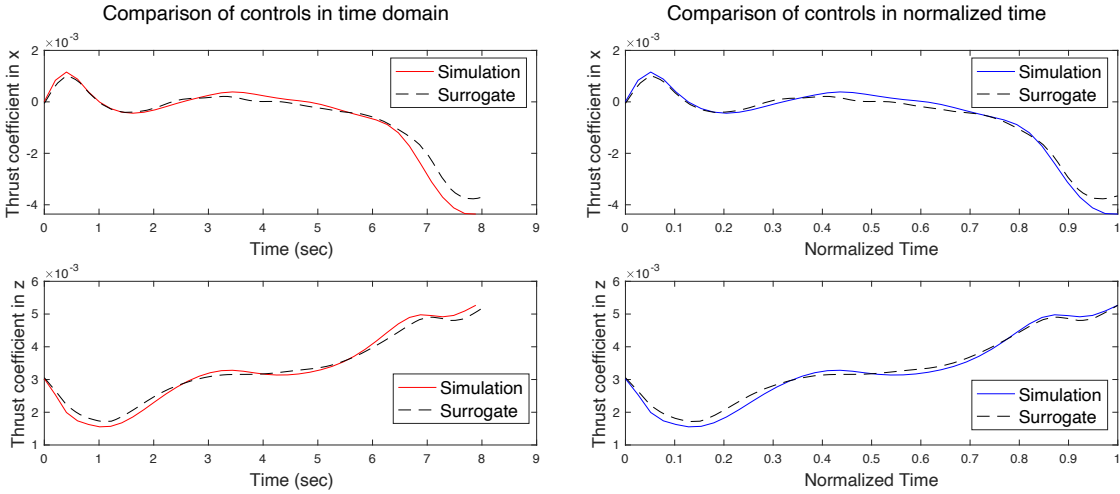 Comparison of controls in time domain
×10⁻³
Thrust coefficient in x
2
0
-2
-4
0 1 2 3 4 5 6 7 8 9
Time (sec)
Simulation
Surrogate
Comparison of controls in normalized time
×10⁻³
Thrust coefficient in x
2
0
-2
-4
0 0.1 0.2 0.3 0.4 0.5 0.6 0.7 0.8 0.9 1
Normalized Time
Simulation
Surrogate
×10⁻³
Thrust coefficient in z
6
5
4
3
2
1
0 1 2 3 4 5 6 7 8 9
Time (sec)
Simulation
Surrogate
×10⁻³
Thrust coefficient in z
6
5
4
3
2
1
0 0.1 0.2 0.3 0.4 0.5 0.6 0.7 0.8 0.9 1
Normalized Time
Simulation
Surrogate